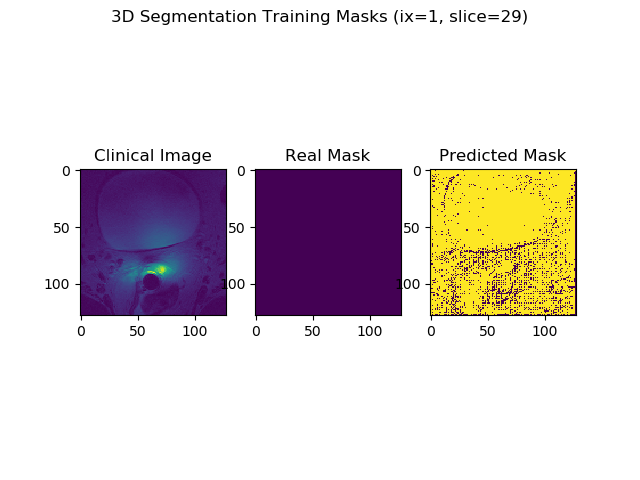 3D Segmentation Training Masks (ix=1, slice=29)
Clinical Image Real Mask Predicted Mask
0 0
50 50 50
100 100 100
0 50 100 0 50 100 0 50 100